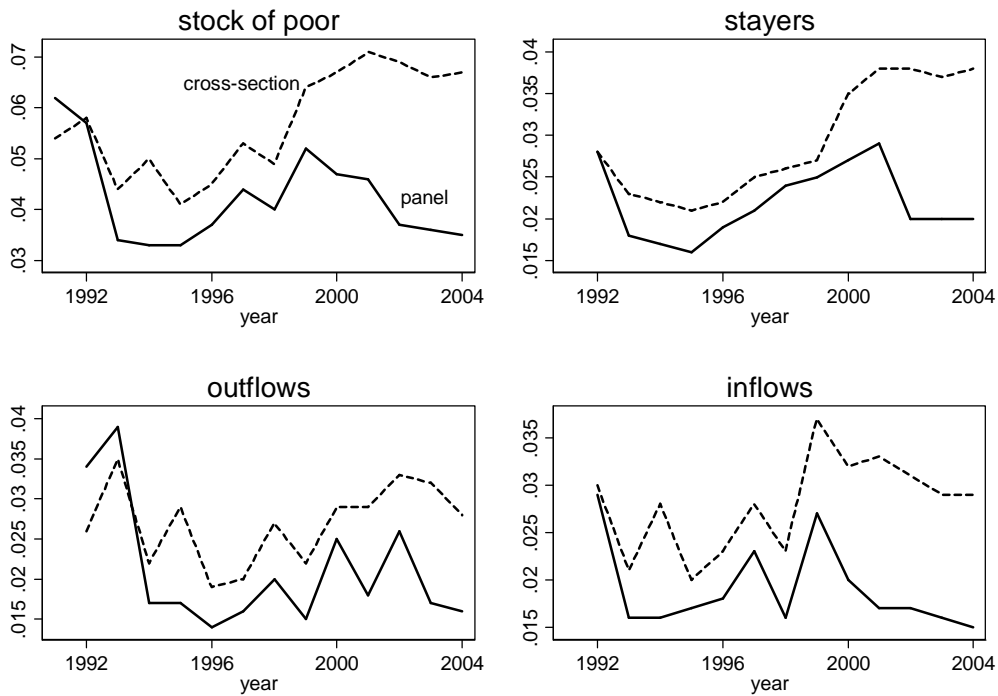 stock of poor
.07
.06
.05
.04
.03
cross-section
panel
1992 1996 2000 2004
year
stayers
.04
.035
.03
.025
.02
.015
1992 1996 2000 2004
year
outflows
.04
.035
.03
.025
.02
.015
1992 1996 2000 2004
year
inflows
.035
.03
.025
.02
.015
1992 1996 2000 2004
year